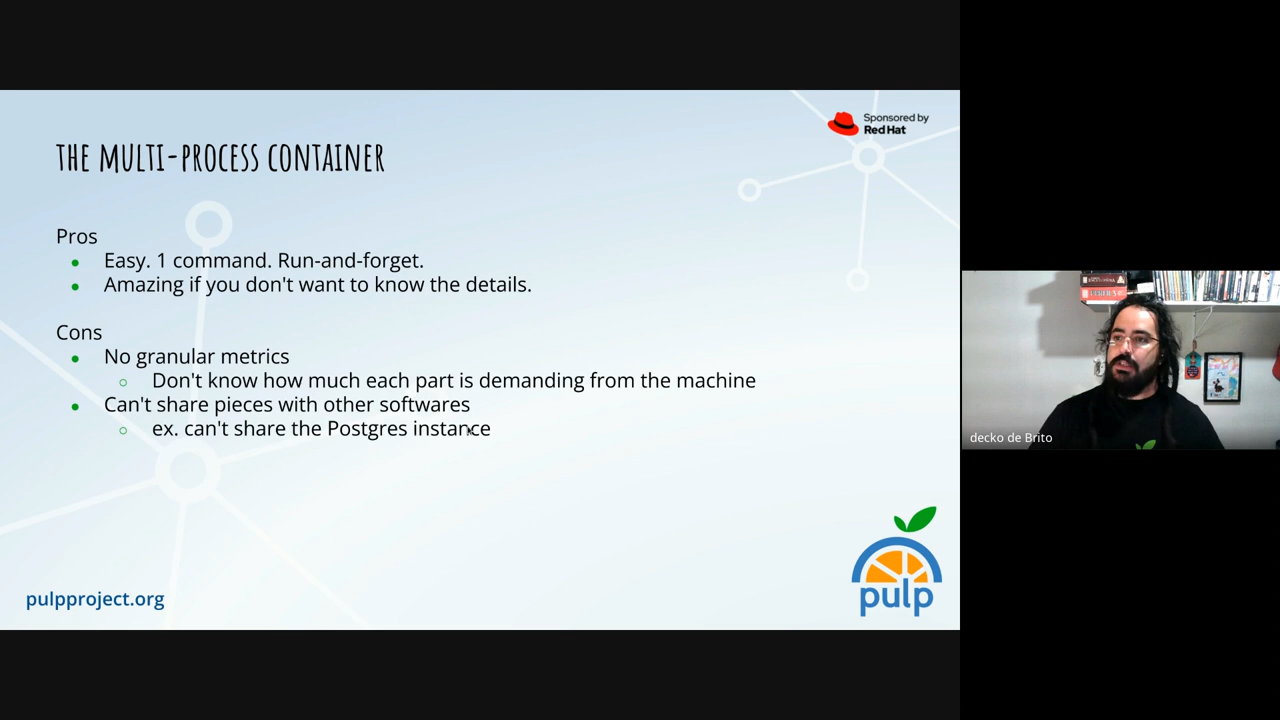 Sponsored by
Red Hat
THE MULTI-PROCESS CONTAINER
Pros
Easy. 1 command. Run-and-forget.
Amazing if you don't want to know the details.
Cons
No granular metrics
Don't know how much each part is demanding from the machine
Can't share pieces with other softwares
ex. can't share the Postgres instance
pulpproject.org
pulp
decko de Brito